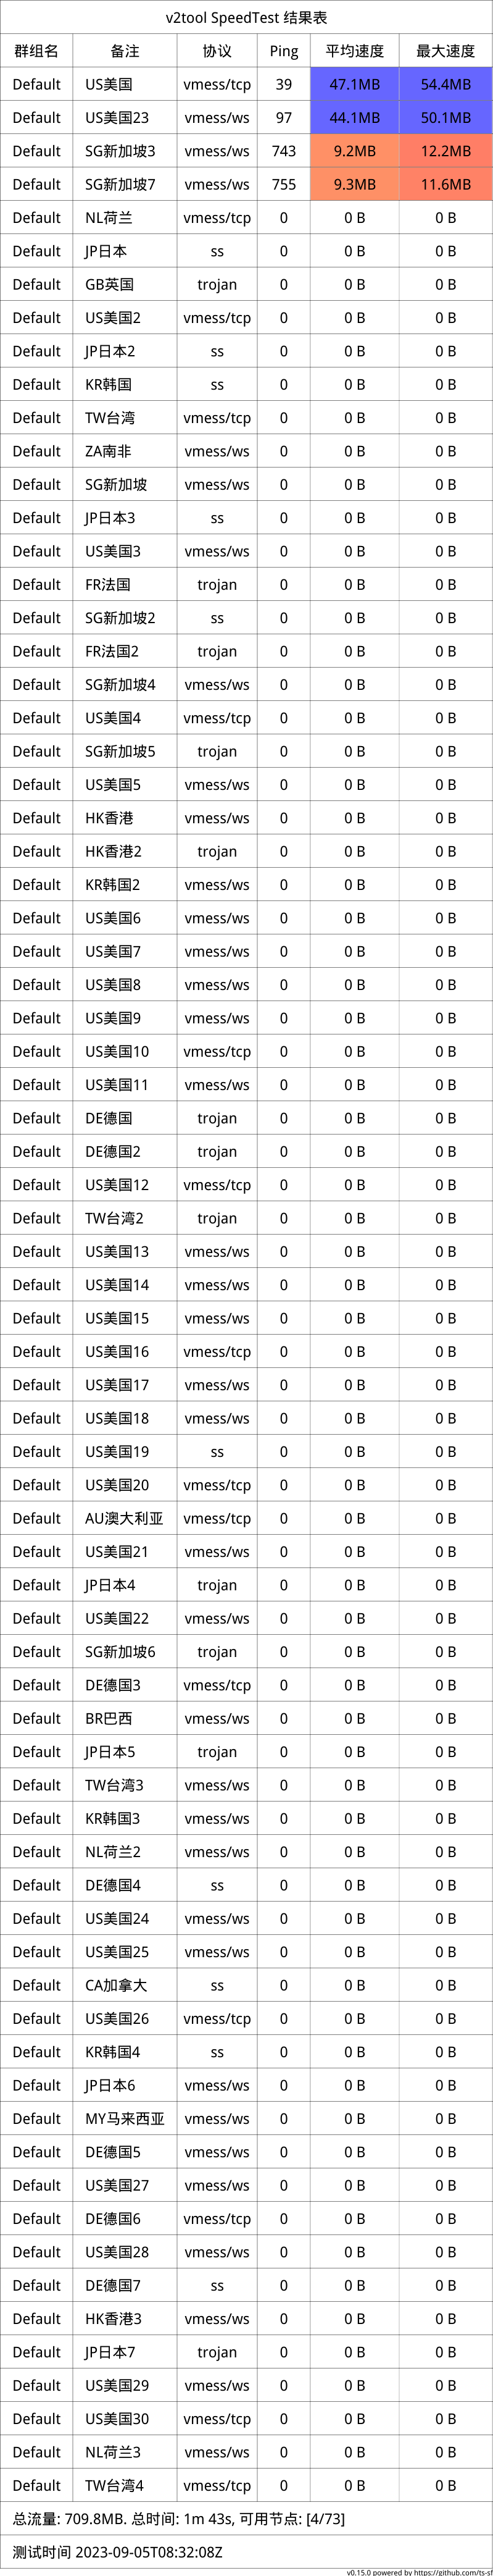 v2tool SpeedTest 结果表
群组名 备注 协议 Ping 平均速度 最大速度
Default US美国 vmess/tcp 39 47.1MB 54.4MB
Default US美国23 vmess/ws 97 44.1MB 50.1MB
Default SG新加坡3 vmess/ws 743 9.2MB 12.2MB
Default SG新加坡7 vmess/ws 755 9.3MB 11.6MB
Default NL荷兰 vmess/tcp 0 0 B 0 B
Default JP日本 ss 0 0 B 0 B
Default GB英国 trojan 0 0 B 0 B
Default US美国2 vmess/tcp 0 0 B 0 B
Default JP日本2 ss 0 0 B 0 B
Default KR韩国 ss 0 0 B 0 B
Default TW台湾 vmess/tcp 0 0 B 0 B
Default ZA南非 vmess/ws 0 0 B 0 B
Default SG新加坡 vmess/ws 0 0 B 0 B
Default JP日本3 ss 0 0 B 0 B
Default US美国3 vmess/ws 0 0 B 0 B
Default FR法国 trojan 0 0 B 0 B
Default SG新加坡2 ss 0 0 B 0 B
Default FR法国2 trojan 0 0 B 0 B
Default SG新加坡4 vmess/ws 0 0 B 0 B
Default US美国4 vmess/tcp 0 0 B 0 B
Default SG新加坡5 trojan 0 0 B 0 B
Default US美国5 vmess/ws 0 0 B 0 B
Default HK香港 vmess/ws 0 0 B 0 B
Default HK香港2 trojan 0 0 B 0 B
Default KR韩国2 vmess/ws 0 0 B 0 B
Default US美国6 vmess/ws 0 0 B 0 B
Default US美国7 vmess/ws 0 0 B 0 B
Default US美国8 vmess/ws 0 0 B 0 B
Default US美国9 vmess/ws 0 0 B 0 B
Default US美国10 vmess/tcp 0 0 B 0 B
Default US美国11 vmess/ws 0 0 B 0 B
Default DE德国 trojan 0 0 B 0 B
Default DE德国2 trojan 0 0 B 0 B
Default US美国12 vmess/tcp 0 0 B 0 B
Default TW台湾2 trojan 0 0 B 0 B
Default US美国13 vmess/ws 0 0 B 0 B
Default US美国14 vmess/ws 0 0 B 0 B
Default US美国15 vmess/ws 0 0 B 0 B
Default US美国16 vmess/tcp 0 0 B 0 B
Default US美国17 vmess/ws 0 0 B 0 B
Default US美国18 vmess/ws 0 0 B 0 B
Default US美国19 ss 0 0 B 0 B
Default US美国20 vmess/tcp 0 0 B 0 B
Default AU澳大利亚 vmess/tcp 0 0 B 0 B
Default US美国21 vmess/ws 0 0 B 0 B
Default JP日本4 trojan 0 0 B 0 B
Default US美国22 vmess/ws 0 0 B 0 B
Default SG新加坡6 trojan 0 0 B 0 B
Default DE德国3 vmess/tcp 0 0 B 0 B
Default BR巴西 vmess/ws 0 0 B 0 B
Default JP日本5 trojan 0 0 B 0 B
Default TW台湾3 vmess/ws 0 0 B 0 B
Default KR韩国3 vmess/ws 0 0 B 0 B
Default NL荷兰2 vmess/ws 0 0 B 0 B
Default DE德国4 ss 0 0 B 0 B
Default US美国24 vmess/ws 0 0 B 0 B
Default US美国25 vmess/ws 0 0 B 0 B
Default CA加拿大 ss 0 0 B 0 B
Default US美国26 vmess/tcp 0 0 B 0 B
Default KR韩国4 ss 0 0 B 0 B
Default JP日本6 vmess/ws 0 0 B 0 B
Default MY马来西亚 vmess/ws 0 0 B 0 B
Default DE德国5 vmess/ws 0 0 B 0 B
Default US美国27 vmess/ws 0 0 B 0 B
Default DE德国6 vmess/tcp 0 0 B 0 B
Default US美国28 vmess/ws 0 0 B 0 B
Default DE德国7 ss 0 0 B 0 B
Default HK香港3 vmess/ws 0 0 B 0 B
Default JP日本7 trojan 0 0 B 0 B
Default US美国29 vmess/ws 0 0 B 0 B
Default US美国30 vmess/tcp 0 0 B 0 B
Default NL荷兰3 vmess/ws 0 0 B 0 B
Default TW台湾4 vmess/tcp 0 0 B 0 B
总流量: 709.8MB. 总时间: 1m 43s, 可用节点: [4/73]
测试时间 2023-09-05T08:32:08Z
v0.15.0 powered by https://github.com/ts-sf